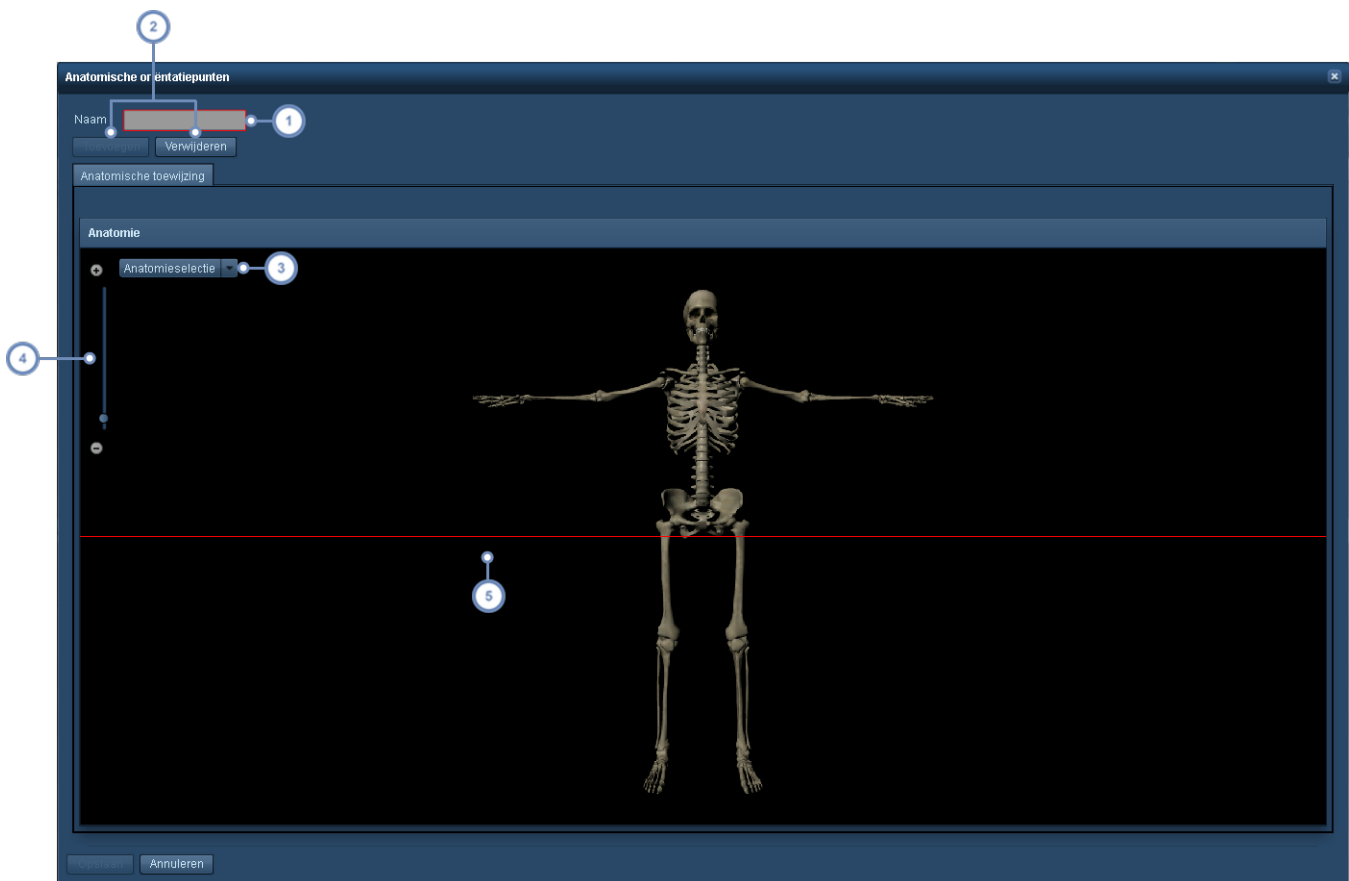 2
Anatomische oriëntatiepunten
Naam
1
Toevoegen Verwijderen
Anatomische toewijzing
Anatomie
Anatomieselectie
3
4
5
Opslaan Annuleren